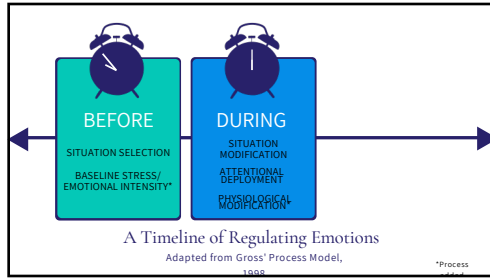 BEFORE
SITUATION SELECTION
BASELINE STRESS/
EMOTIONAL INTENSITY*
DURING
SITUATION
MODIFICATION
ATTENTIONAL
DEPLOYMENT
PHYSIOLOGICAL
MODIFICATION*
A Timeline of Regulating Emotions
Adapted from Gross' Process Model,
1998
*Process
added